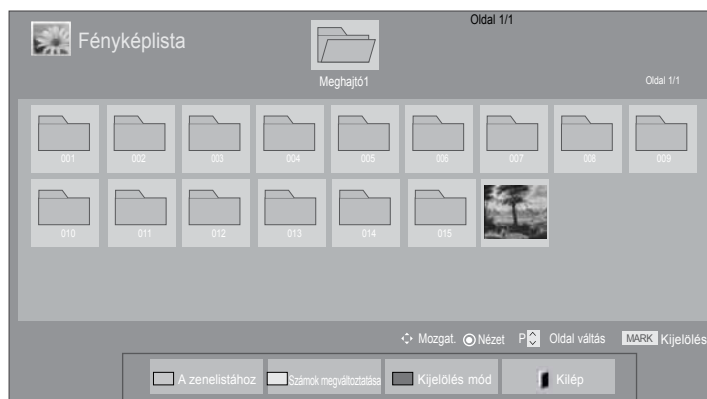 Oldal 1/1
Fényképlista
Meghajtó1
Oldal 1/1
001 002 003 004 005 006 007 008 009
010 011 012 013 014 015
Mozgat. Nézet P Oldal váltás MARK Kijelölés
A zenelistához Számok megváltoztatása Kijelölés mód Kilép